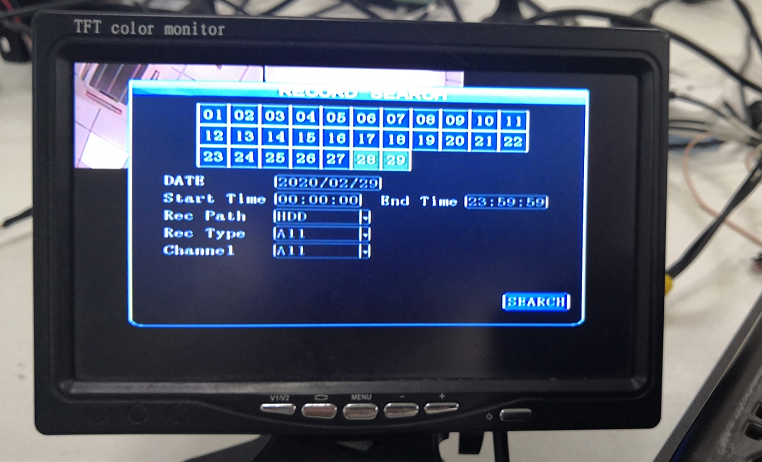 TFT color monitor
RECORD SEARCH
01 02 03 04 05 06 07 08 09 10 11
12 13 14 15 16 17 18 19 20 21 22
23 24 25 26 27 28 29
DATE 2020/02/29
Start Time 00:00:00 End Time 23:59:59
Rec Path HDD
Rec Type All
Channel All
SEARCH
V1/V2 MENU − +